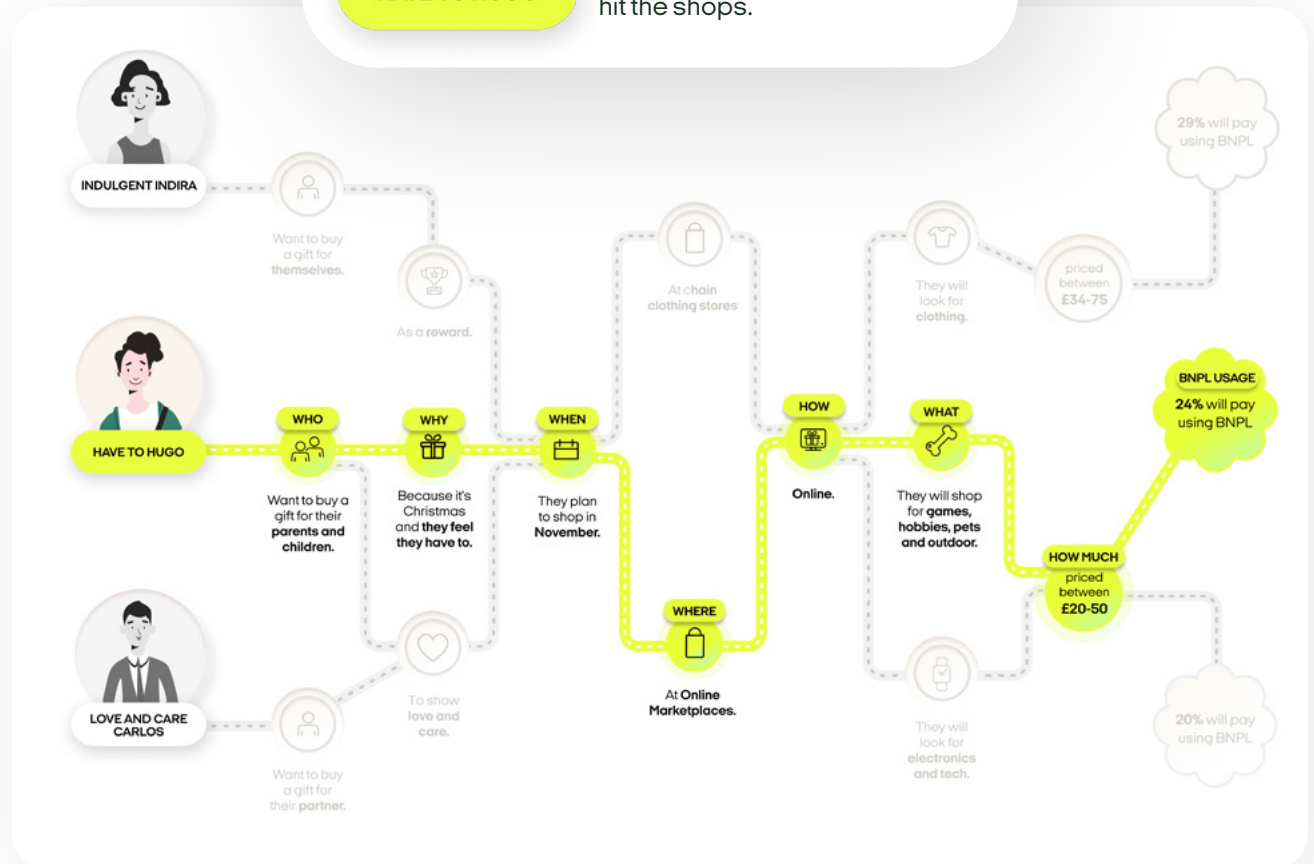 hit the shops.
29% will pay
using BNPL
INDULGENT INDIRA
Want to buy
a gift for
themselves.
As a reward.
At chain
clothing stores
They will
look for
clothing.
priced
between
£34-75
HAVE TO HUGO
WHO
Want to buy a
gift for their
parents and
children.
WHY
Because it's
Christmas
and they feel
they have to.
WHEN
They plan
to shop in
November.
WHERE
At Online
Marketplaces.
HOW
Online.
WHAT
They will shop
for games,
hobbies, pets
and outdoor.
HOW MUCH
priced
between
£20-50
BNPL USAGE
24% will pay
using BNPL
LOVE AND CARE
CARLOS
Want to buy
a gift for
their partner.
To show
love and
care.
They will
look for
electronics
and tech.
20% will pay
using BNPL